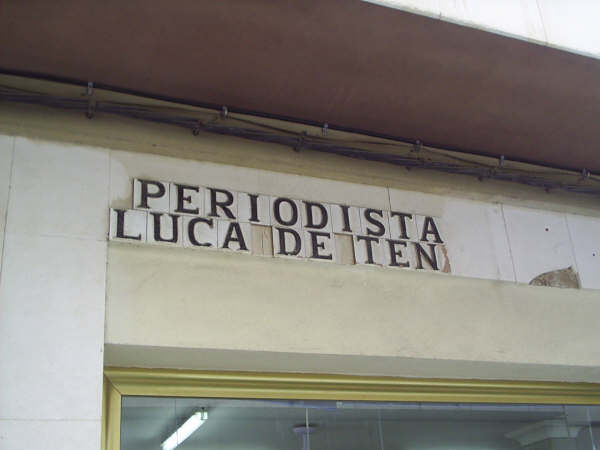 PERIODISTA
LUCA DE TEN